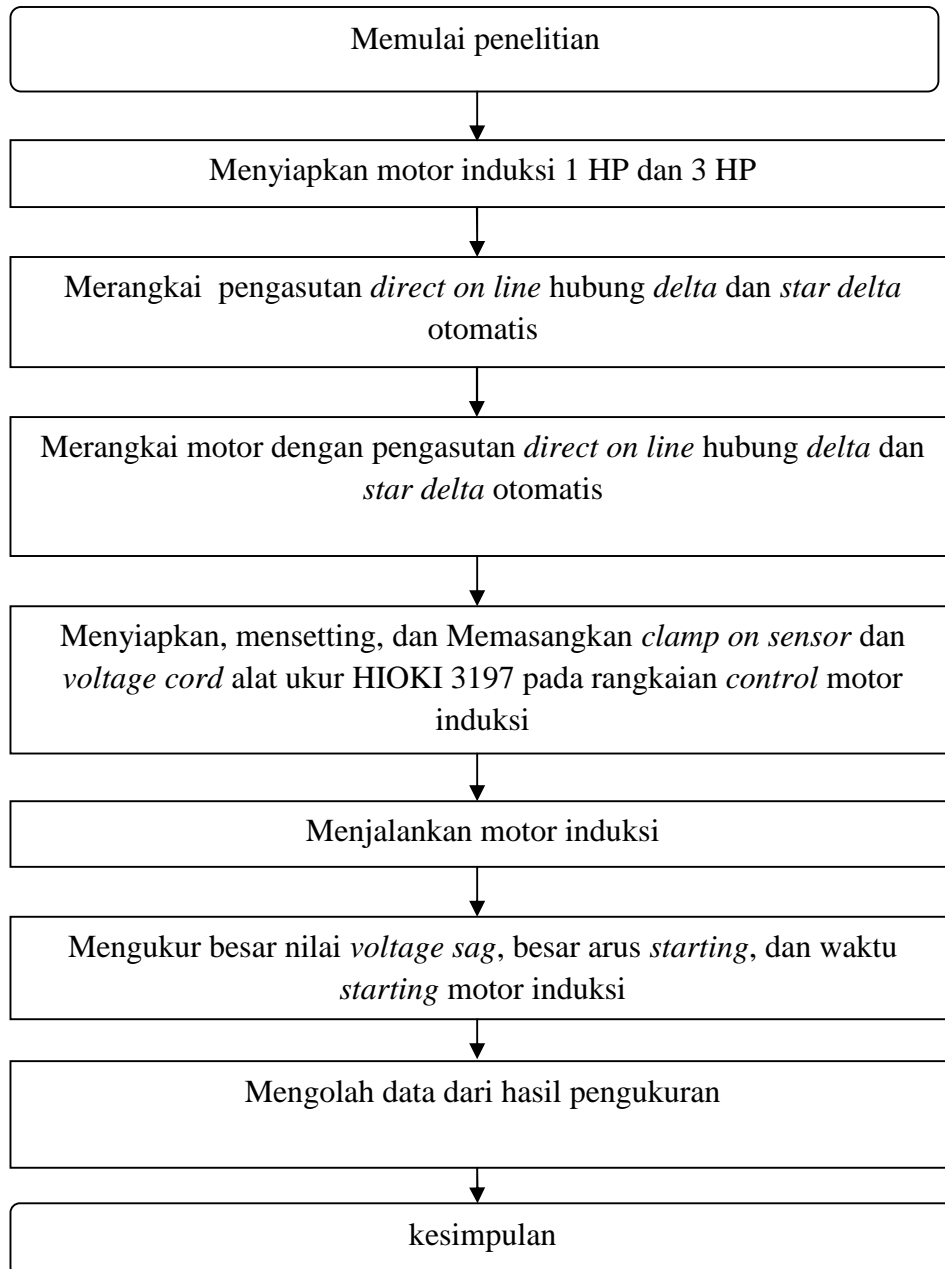 Memulai penelitian
Menyiapkan motor induksi 1 HP dan 3 HP
Merangkai pengasutan direct on line hubung delta dan star delta
otomatis
Merangkai motor dengan pengasutan direct on line hubung delta dan
star delta otomatis
Menyiapkan, mensetting, dan Memasangkan clamp on sensor dan
voltage cord alat ukur HIOKI 3197 pada rangkaian control motor
induksi
Menjalankan motor induksi
Mengukur besar nilai voltage sag, besar arus starting, dan waktu
starting motor induksi
Mengolah data dari hasil pengukuran
kesimpulan